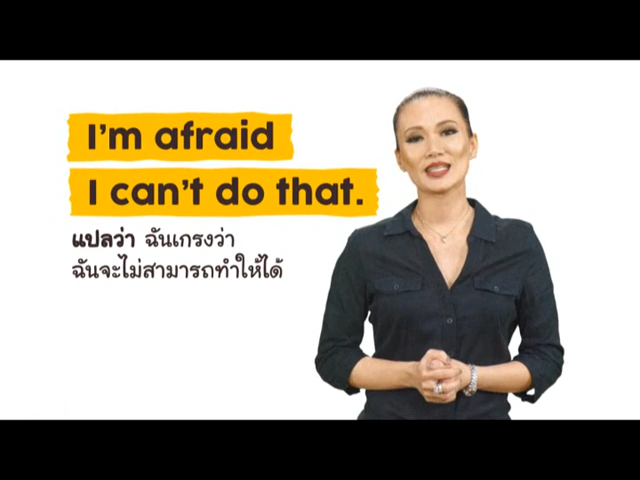 I'm afraid
I can't do that.
แปลว่า ฉันเกรงว่า
ฉันจะไม่สามารถทำให้ได้